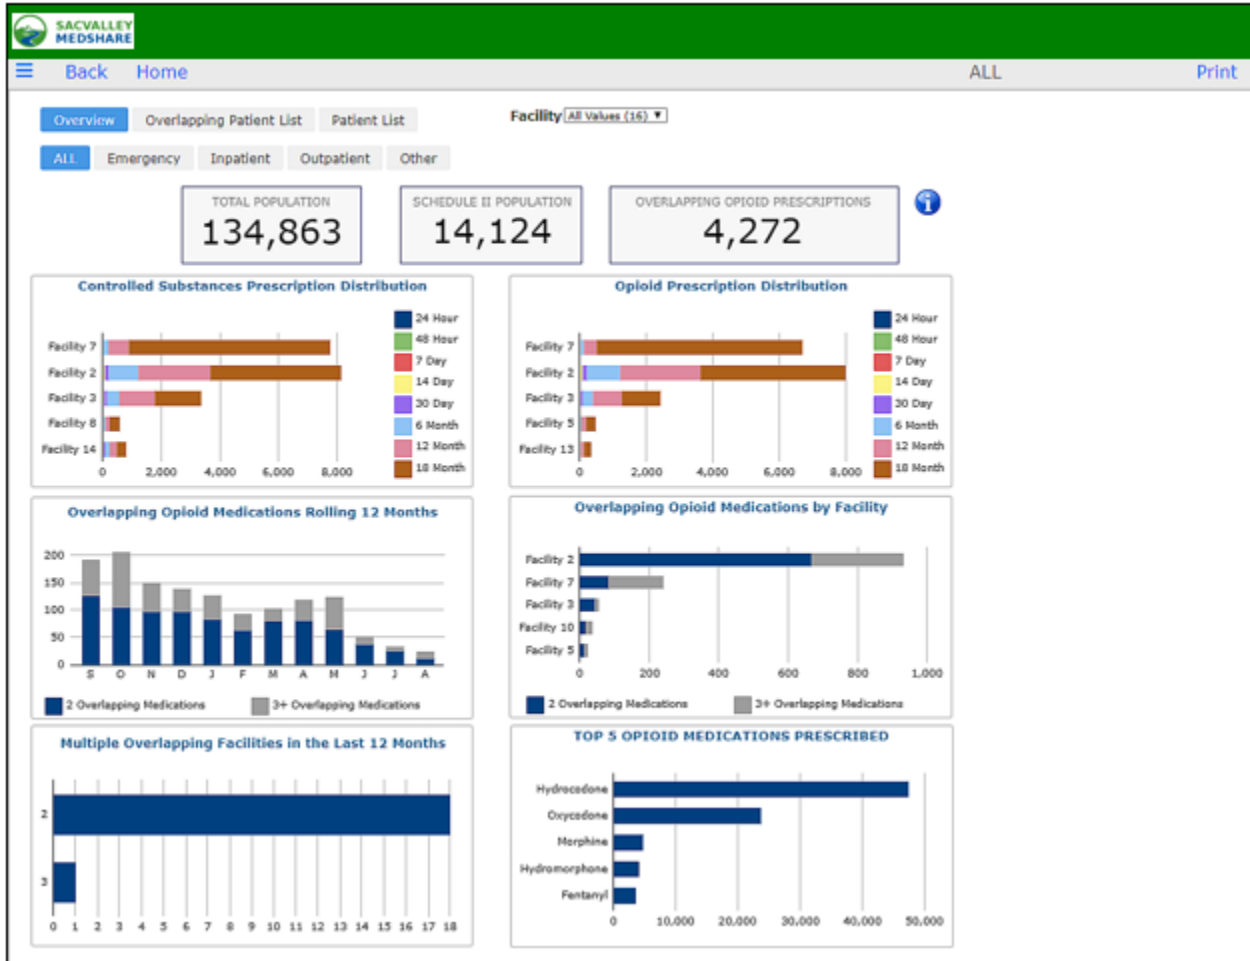 SACVALLEY
MEDSHARE
☰ Back Home ALL Print
Overview Overlapping Patient List Patient List Facility All Values (16) ▼
ALL Emergency Inpatient Outpatient Other
TOTAL POPULATION
134,863
SCHEDULE II POPULATION
14,124
OVERLAPPING OPIOID PRESCRIPTIONS
4,272
i
Controlled Substances Prescription Distribution
Facility 7
Facility 2
Facility 3
Facility 8
Facility 14
0 2,000 4,000 6,000 8,000
24 Hour
48 Hour
7 Day
14 Day
30 Day
6 Month
12 Month
18 Month
Opioid Prescription Distribution
Facility 7
Facility 2
Facility 3
Facility 5
Facility 13
0 2,000 4,000 6,000 8,000
24 Hour
48 Hour
7 Day
14 Day
30 Day
6 Month
12 Month
18 Month
Overlapping Opioid Medications Rolling 12 Months
200
150
100
50
0
S O N D J F M A M J J A
2 Overlapping Medications 3+ Overlapping Medications
Overlapping Opioid Medications by Facility
Facility 2
Facility 7
Facility 3
Facility 10
Facility 5
0 200 400 600 800 1,000
2 Overlapping Medications 3+ Overlapping Medications
Multiple Overlapping Facilities in the Last 12 Months
2
3
0 1 2 3 4 5 6 7 8 9 10 11 12 13 14 15 16 17 18
TOP 5 OPIOID MEDICATIONS PRESCRIBED
Hydrocodone
Oxycodone
Morphine
Hydromorphone
Fentanyl
0 10,000 20,000 30,000 40,000 50,000